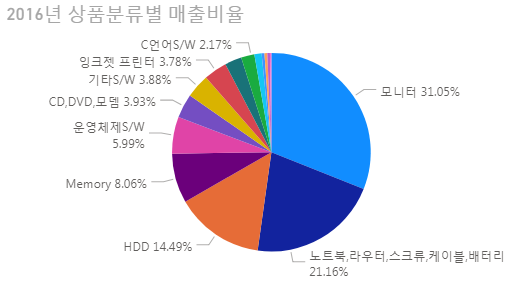 2016년 상품분류별 매출비율
C언어S/W 2.17%
잉크젯 프린터 3.78%
기타S/W 3.88%
CD,DVD,모뎀 3.93%
운영체제S/W
5.99%
Memory 8.06%
HDD 14.49%
모니터 31.05%
노트북,라우터,스크류,케이블,배터리
21.16%